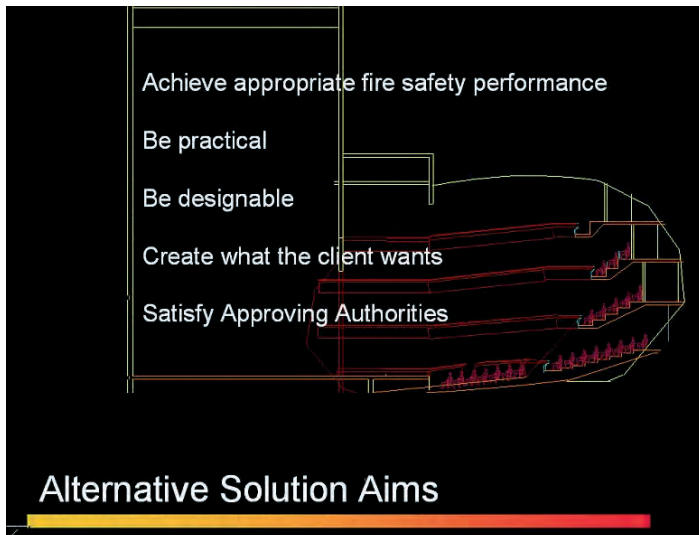 Achieve appropriate fire safety performance
Be practical
Be designable
Create what the client wants
Satisfy Approving Authorities
Alternative Solution Aims